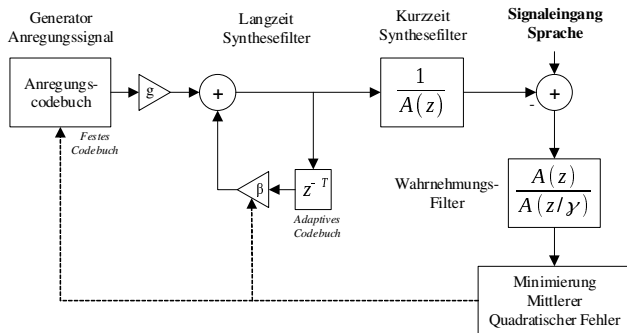 Generator
Anregungssignal
Langzeit
Synthesefilter
Kurzzeit
Synthesefilter
Signaleingang
Sprache
Anregungs-
codebuch
g
+
1
A(z)
-
+
Festes
Codebuch
β
z⁻ᵀ
Adaptives
Codebuch
Wahrnehmungs-
Filter
A(z)
A(z/γ)
Minimierung
Mittlerer
Quadratischer Fehler